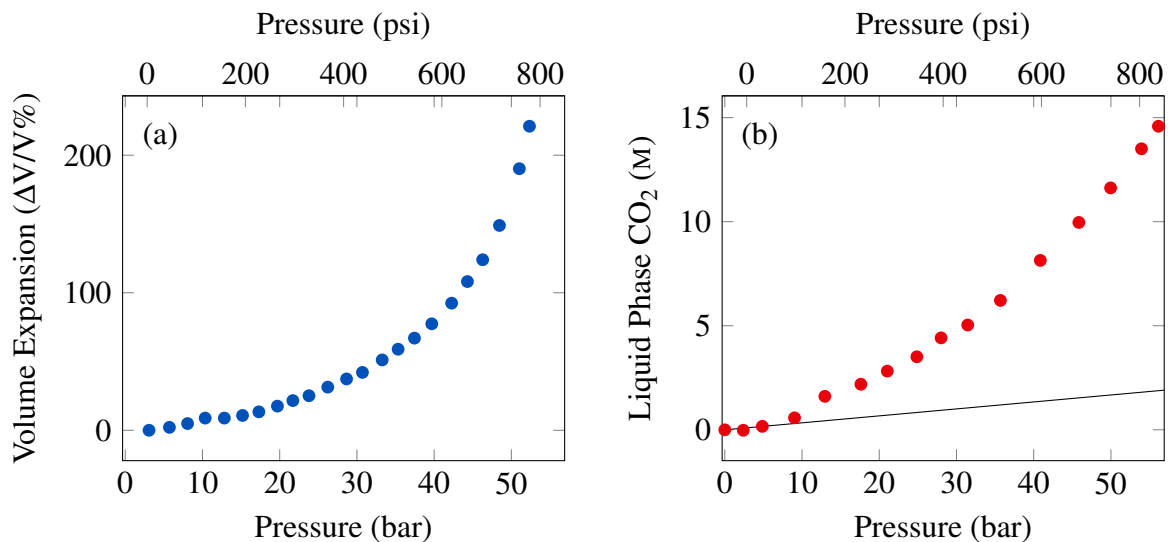 Pressure (psi)
0 200 400 600 800
(a)
Volume Expansion (ΔV/V%)
200
100
0
0 10 20 30 40 50
Pressure (bar)
Pressure (psi)
0 200 400 600 800
(b)
Liquid Phase CO₂ (M)
15
10
5
0
0 10 20 30 40 50
Pressure (bar)